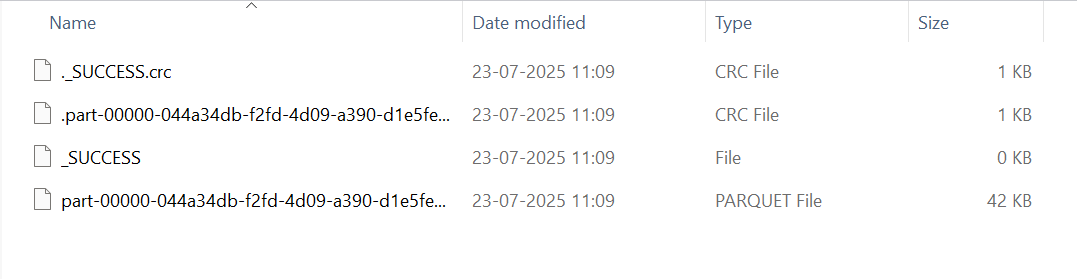 Name Date modified Type Size
._SUCCESS.crc 23-07-2025 11:09 CRC File 1 KB
.part-00000-044a34db-f2fd-4d09-a390-d1e5fe... 23-07-2025 11:09 CRC File 1 KB
_SUCCESS 23-07-2025 11:09 File 0 KB
part-00000-044a34db-f2fd-4d09-a390-d1e5fe... 23-07-2025 11:09 PARQUET File 42 KB